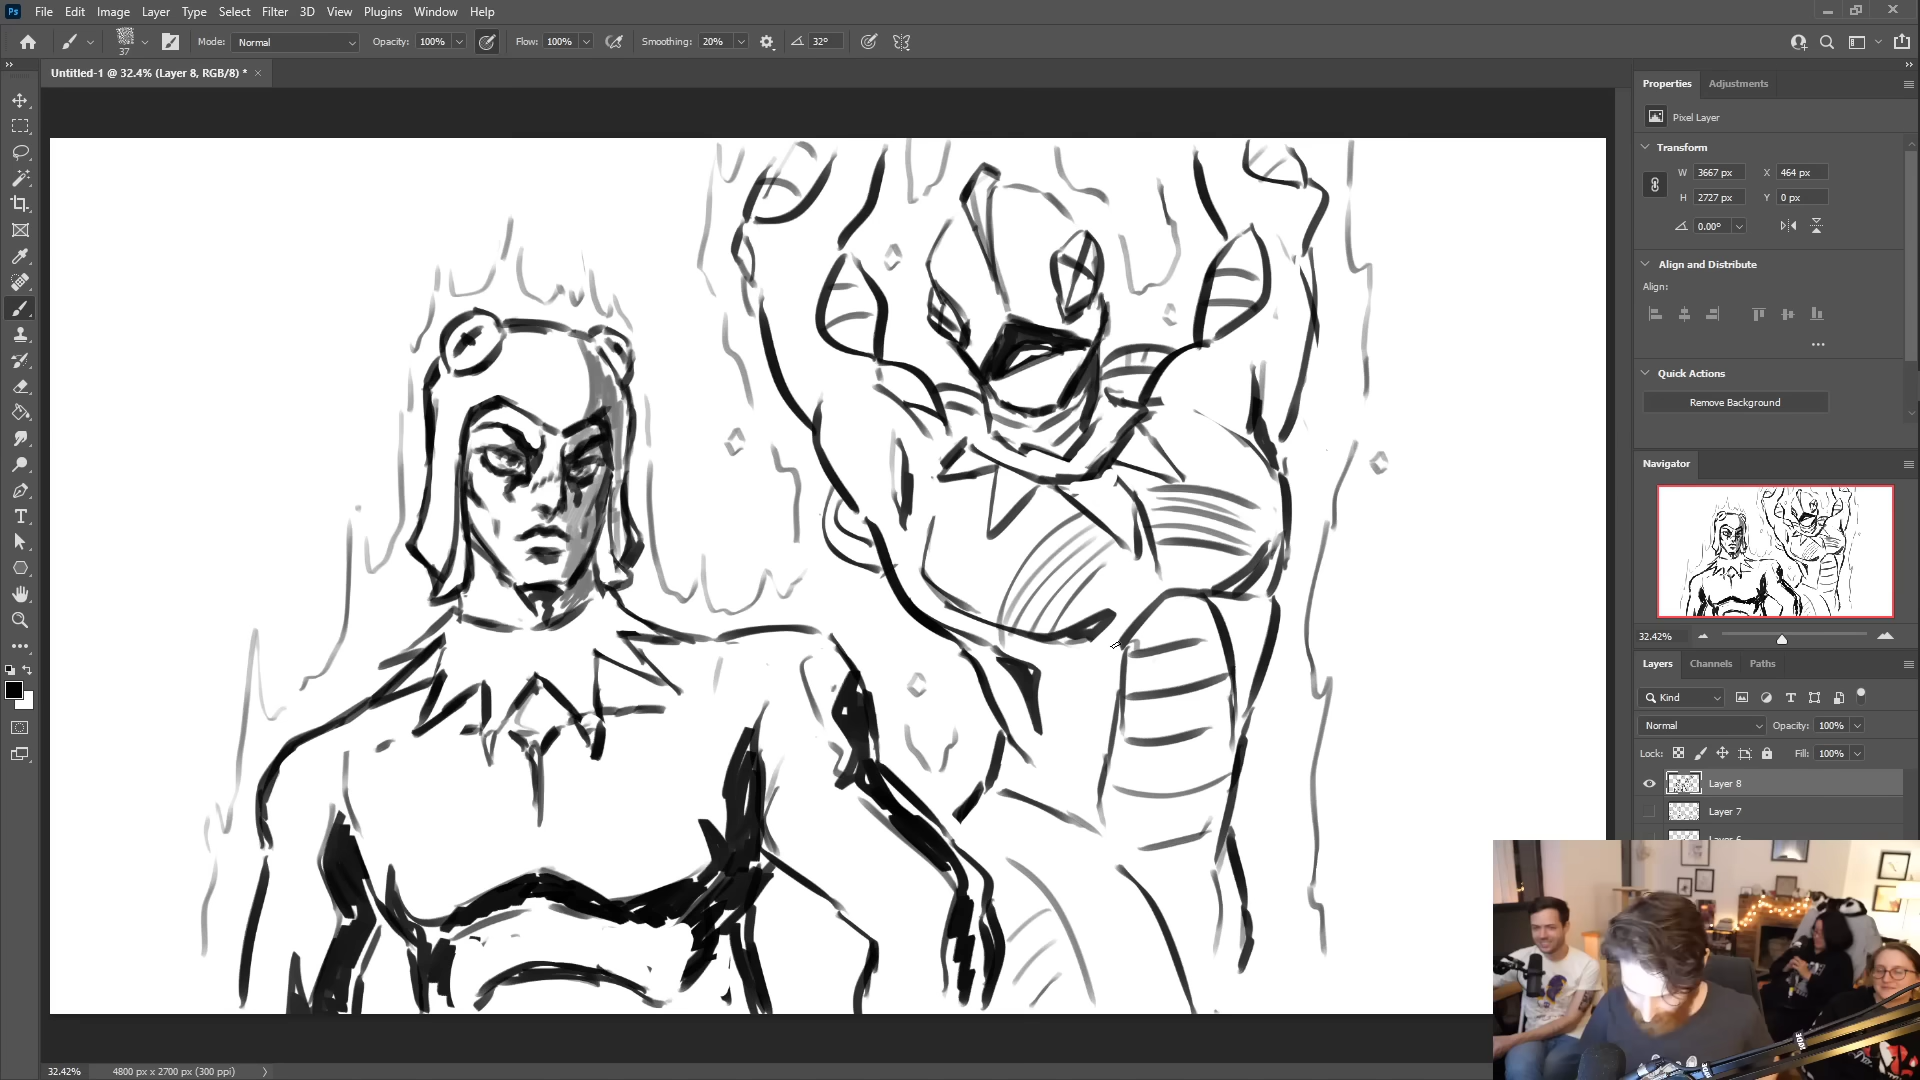 Ps File Edit Image Layer Type Select Filter 3D View Plugins Window Help
37 Mode: Normal Opacity: 100% Flow: 100% Smoothing: 20% 32°
Untitled-1 @ 32.4% (Layer 8, RGB/8) *
Properties Adjustments
Pixel Layer
Transform
W 3667 px X 464 px
H 2727 px Y 0 px
0.00°
Align and Distribute
Align:
Quick Actions
Remove Background
Navigator
32.42%
Layers Channels Paths
Kind
Normal Opacity: 100%
Lock: Fill: 100%
Layer 8
Layer 7
RØDE
RØDE
32.42% 4800 px x 2700 px (300 ppi)